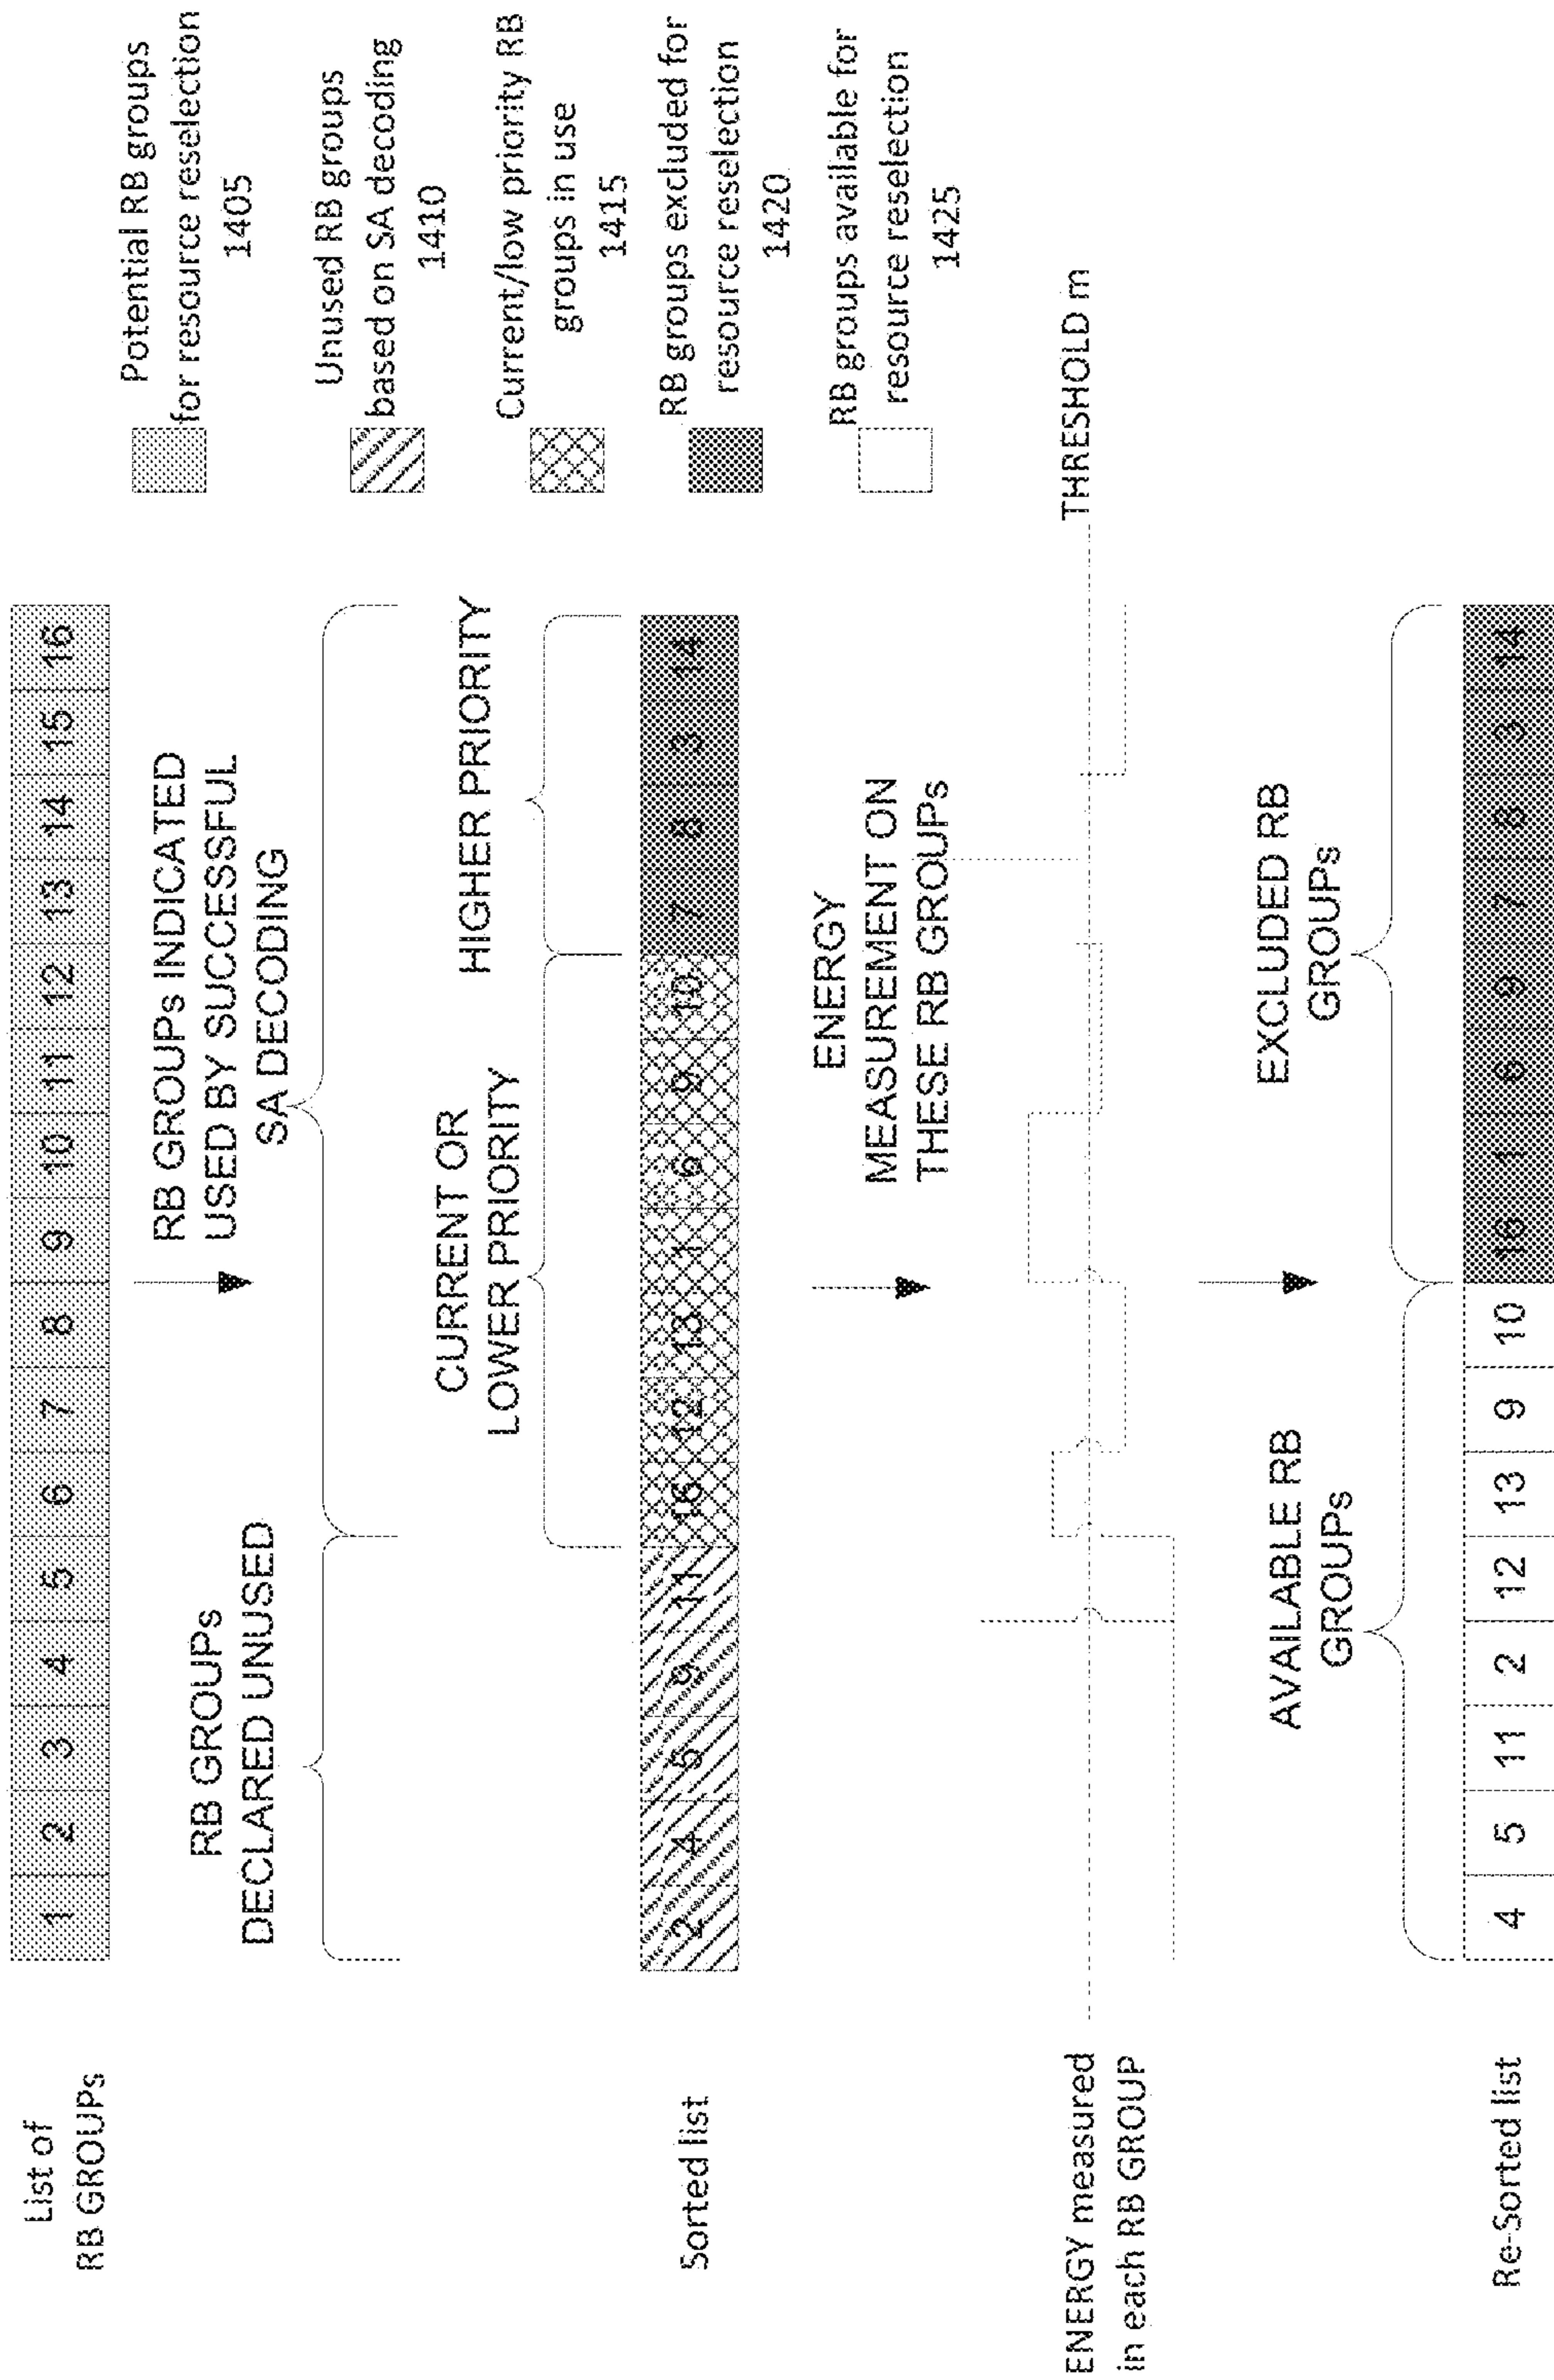 List of
RB GROUPs
1 2 3 4 5 6 7 8 9 10 11 12 13 14 15 16
RB GROUPs
DECLARED UNUSED
RB GROUPs INDICATED
USED BY SUCCESSFUL
SA DECODING
CURRENT OR
LOWER PRIORITY
HIGHER PRIORITY
Sorted list
2 4 5 9 11 16 12 13 1 6 9 10 7 8 3 14
ENERGY
MEASUREMENT ON
THESE RB GROUPs
ENERGY measured
in each RB GROUP
THRESHOLD m
AVAILABLE RB
GROUPs
EXCLUDED RB
GROUPs
Re-Sorted list
4 5 11 2 12 13 9 10 16 1 6 9 7 8 3 14
Potential RB groups
for resource reselection
1405
Unused RB groups
based on SA decoding
1410
Current/low priority RB
groups in use
1415
RB groups excluded for
resource reselection
1420
RB groups available for
resource reselection
1425